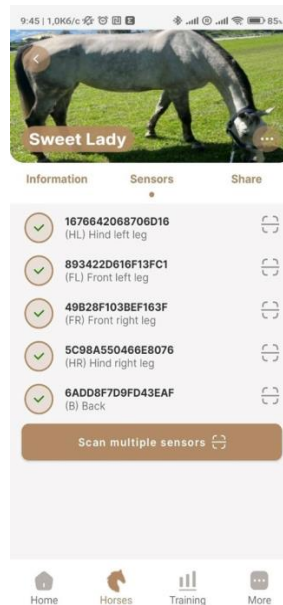 9:45 | 1,0Кб/с
85
Sweet Lady
Information Sensors Share
1676642068706D16
(HL) Hind left leg
893422D616F13FC1
(FL) Front left leg
49B28F103BEF163F
(FR) Front right leg
5C98A550466E8076
(HR) Hind right leg
6ADD8F7D9FD43EAF
(B) Back
Scan multiple sensors
Home Horses Training More